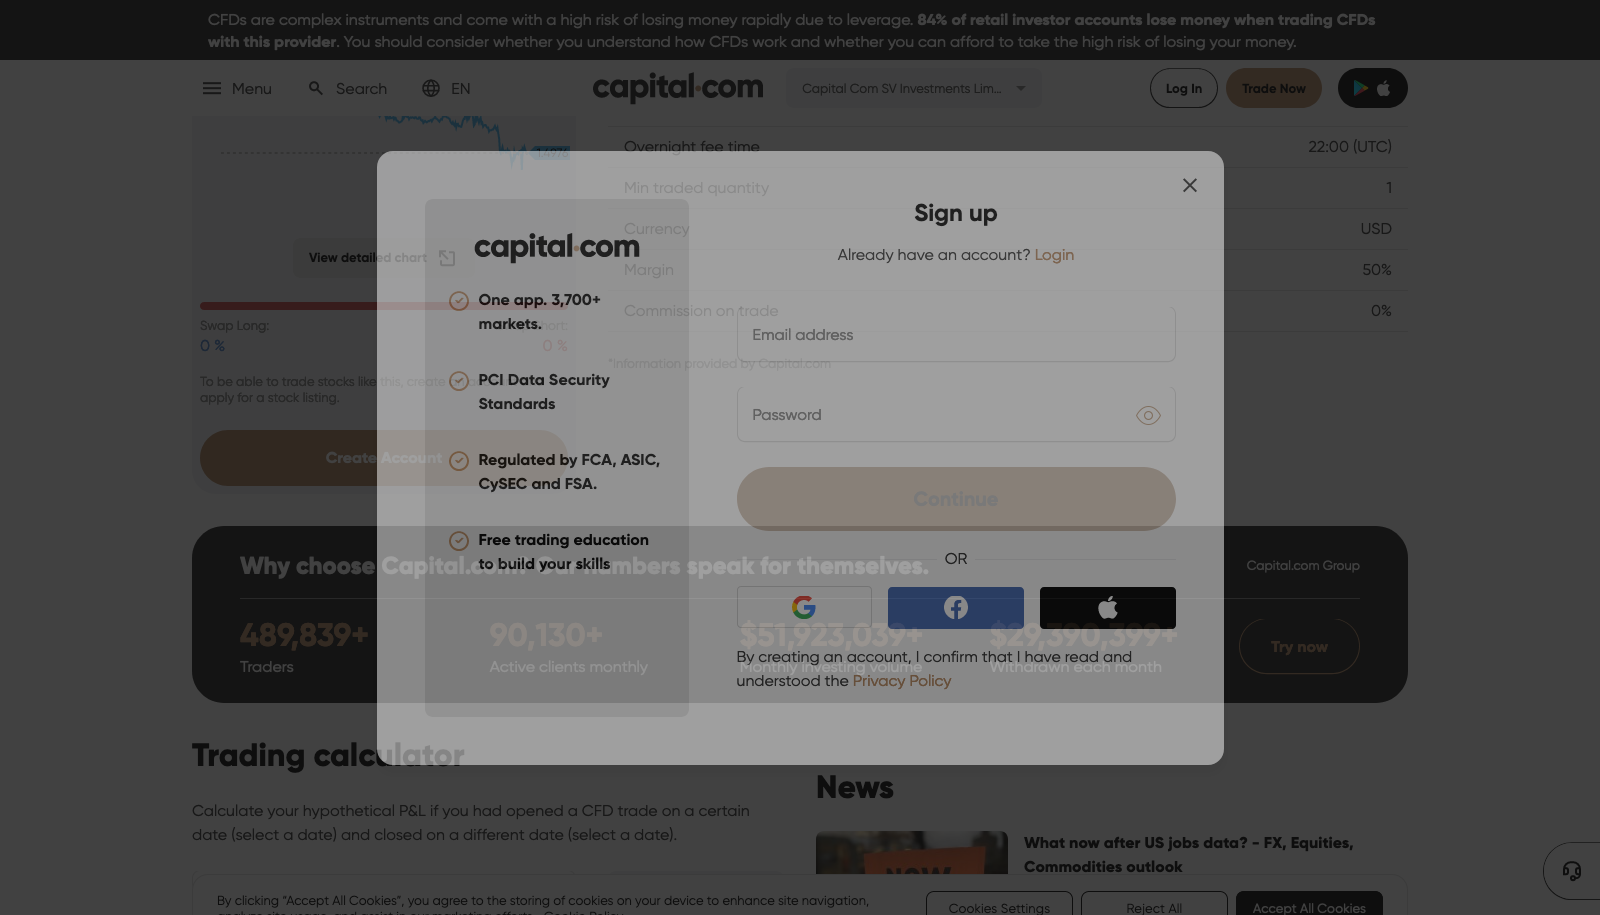 CFDs are complex instruments and come with a high risk of losing money rapidly due to leverage. 84% of retail investor accounts lose money when trading CFDs
with this provider. You should consider whether you understand how CFDs work and whether you can afford to take the high risk of losing your money.
Menu
Search
EN
capital.com
Capital Com SV Investments Lim...
Log In
Trade Now
Overnight fee time
22:00 (UTC)
Min traded quantity
1
Currency
USD
Margin
50%
Commission on trade
0%
*Information provided by Capital.com
View detailed chart
Swap Long:
0 %
0 %
To be able to trade stocks like this, create
apply for a stock listing.
Create Account
capital.com
One app. 3,700+
markets.
PCI Data Security
Standards
Regulated by FCA, ASIC,
CySEC and FSA.
Free trading education
to build your skills
Sign up
Already have an account? Login
Email address
Password
Continue
OR
By creating an account, I confirm that I have read and
understood the Privacy Policy
Why choose Capital.com? Our numbers speak for themselves.
Capital.com Group
489,839+
Traders
90,130+
Active clients monthly
$51,923,039+
Monthly investing volume
$29,390,399+
Withdrawn each month
Try now
Trading calculator
Calculate your hypothetical P&L if you had opened a CFD trade on a certain
date (select a date) and closed on a different date (select a date).
News
What now after US jobs data? - FX, Equities,
Commodities outlook
NOW
By clicking "Accept All Cookies", you agree to the storing of cookies on your device to enhance site navigation,
analyze site usage, and assist in our marketing efforts. Cookie Policy
Cookies Settings
Reject All
Accept All Cookies